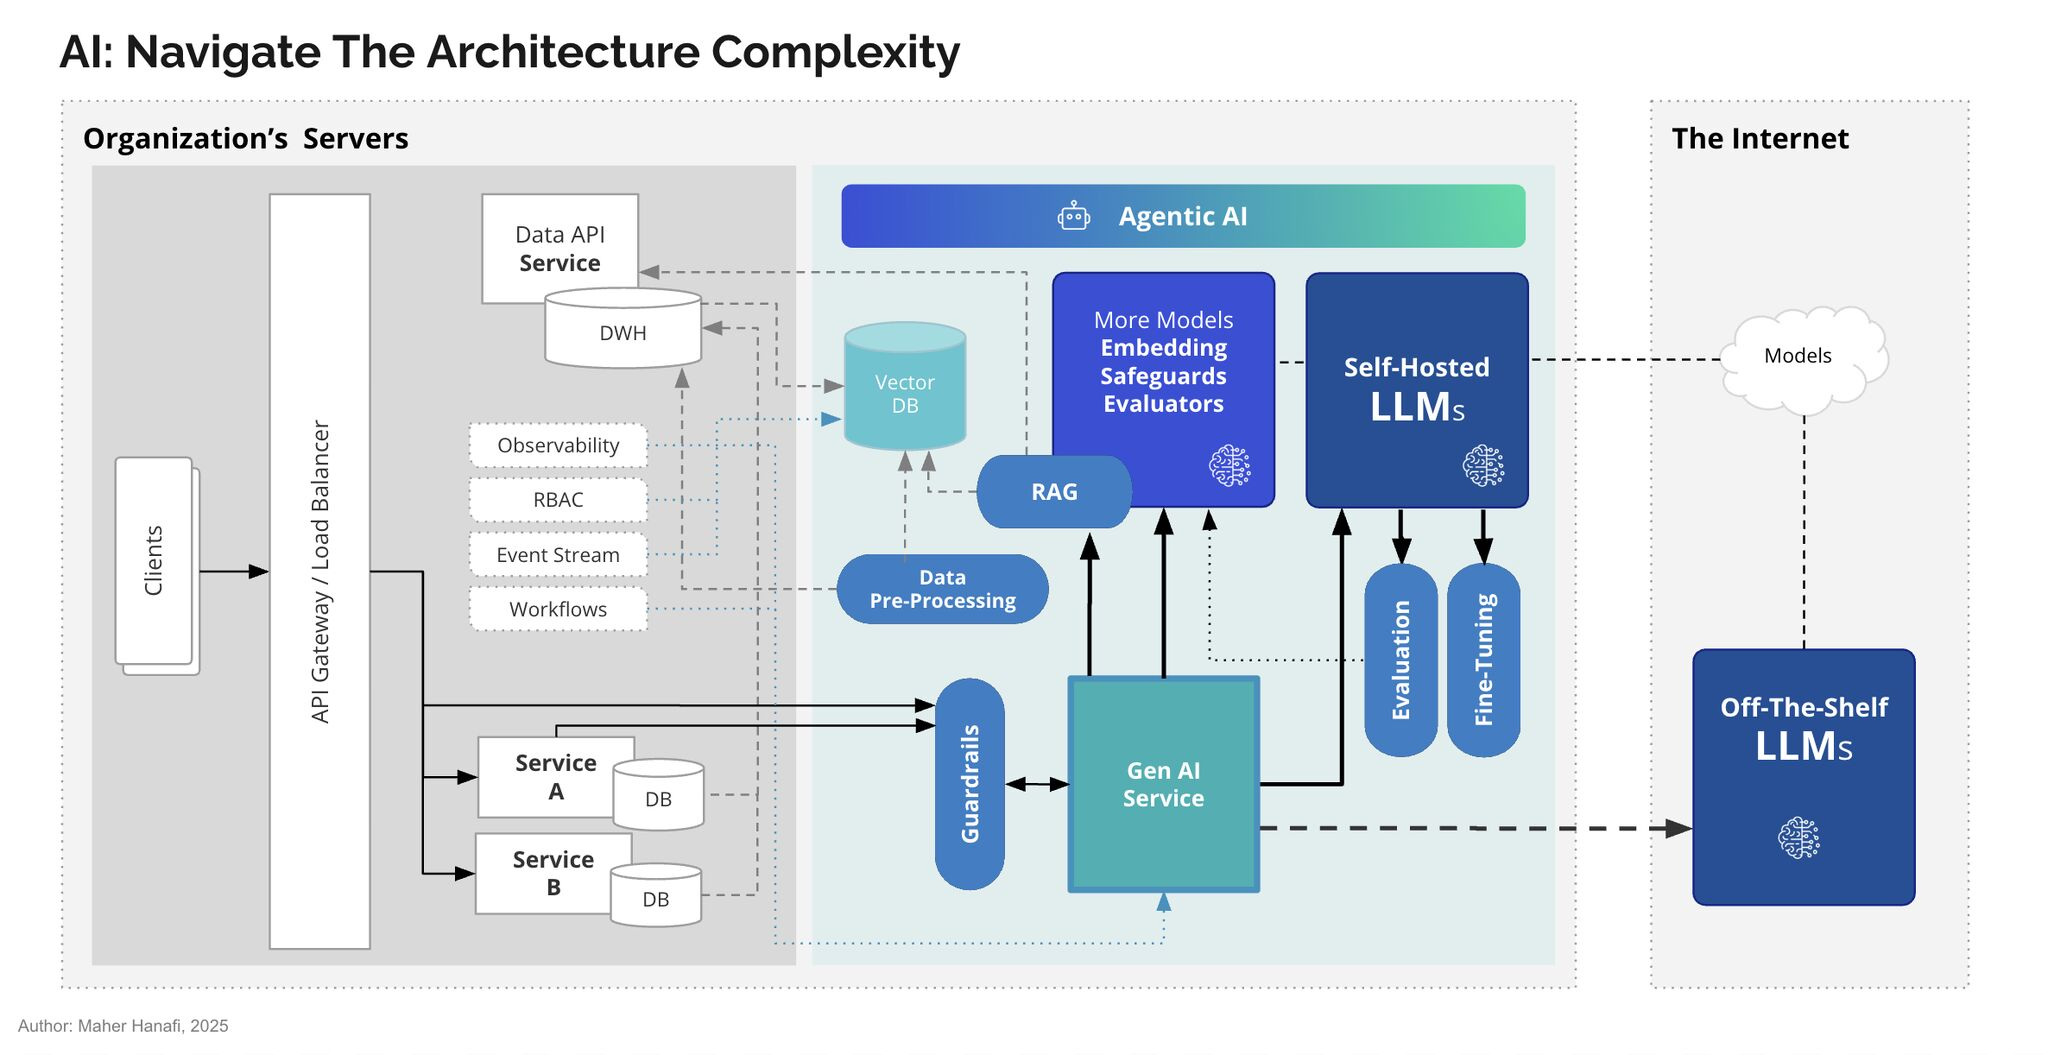 AI: Navigate The Architecture Complexity
Organization's Servers
Clients
API Gateway / Load Balancer
Data API
Service
DWH
Observability
RBAC
Event Stream
Workflows
Service
A
DB
Service
B
DB
Agentic AI
Vector
DB
More Models
Embedding
Safeguards
Evaluators
RAG
Self-Hosted
LLMs
Data
Pre-Processing
Evaluation
Fine-Tuning
Guardrails
Gen AI
Service
The Internet
Models
Off-The-Shelf
LLMs
Author: Maher Hanafi, 2025